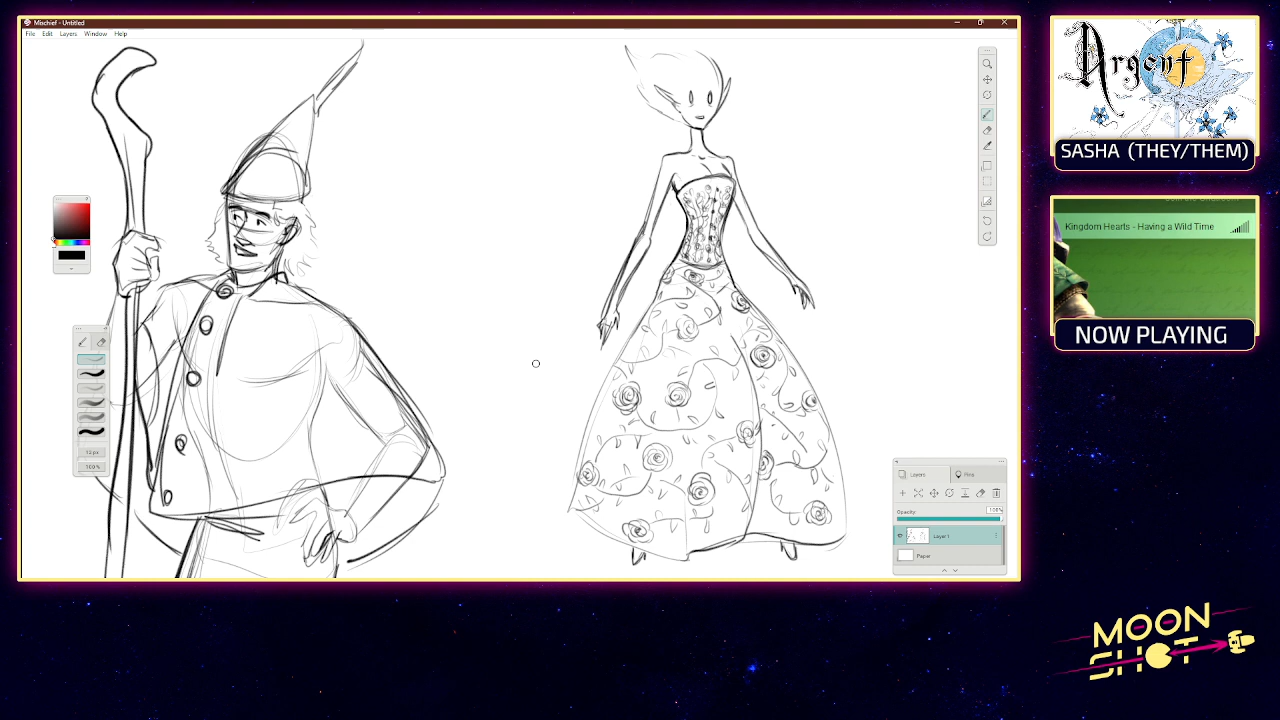 Mischief - Untitled
File Edit Layers Window Help
Layers
Pins
Opacity:
Layer 1
Paper
Argent
SASHA (THEY/THEM)
Kingdom Hearts - Having a Wild Time
NOW PLAYING
MOON
SHOT